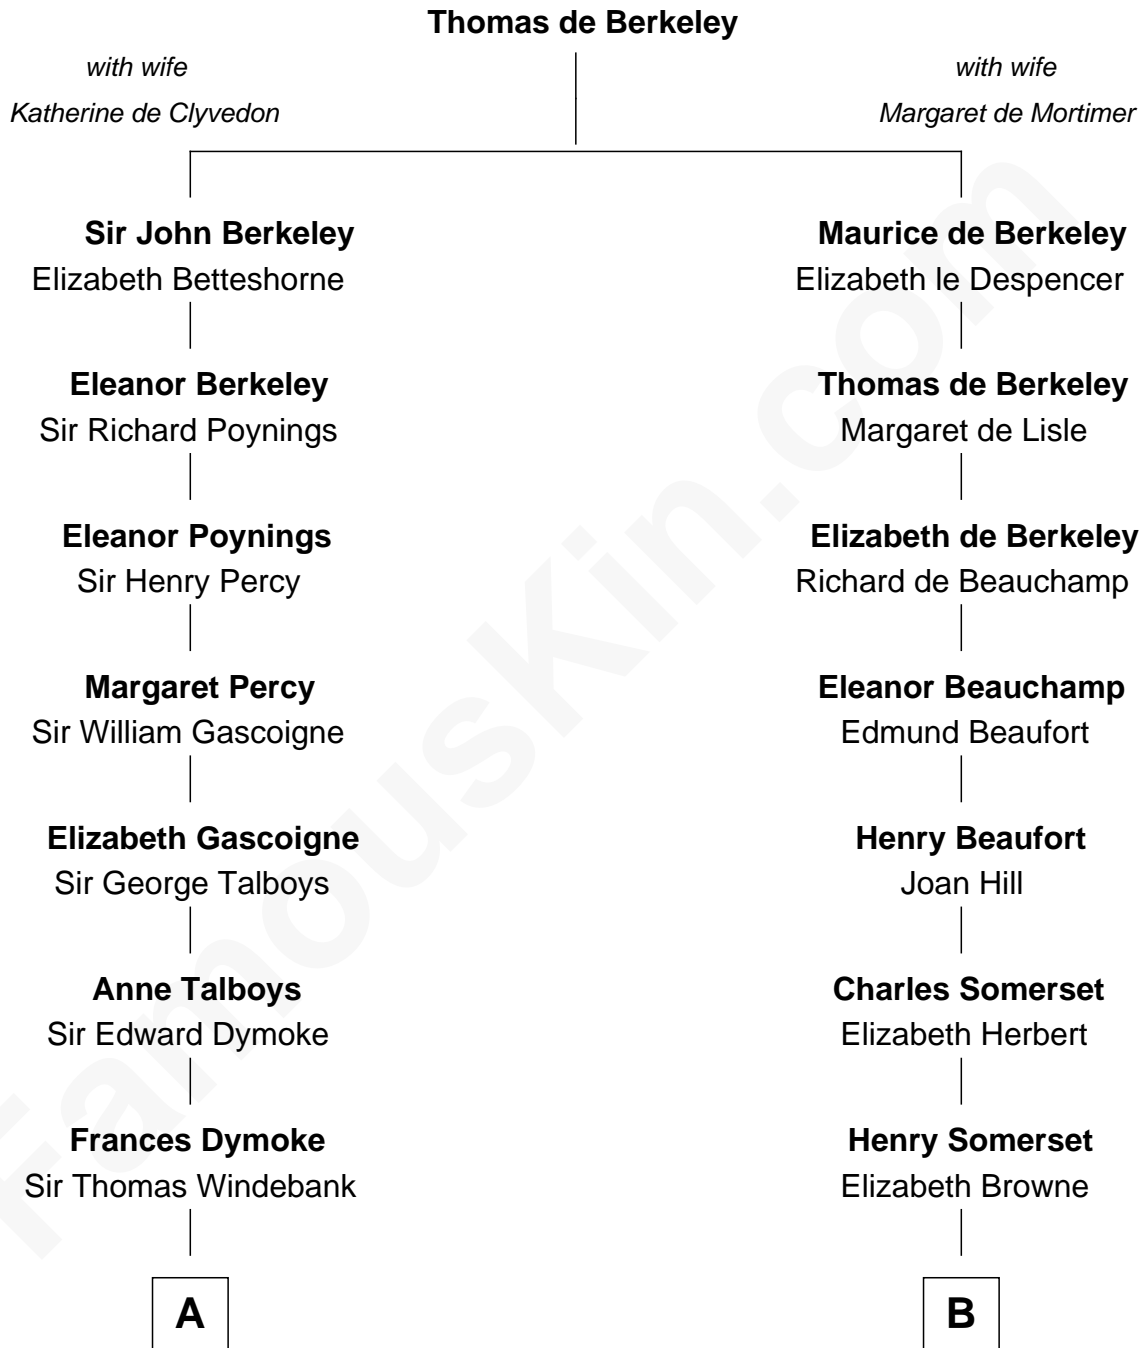 Thomas de Berkeley
with wife
Katherine de Clyvedon
with wife
Margaret de Mortimer
Sir John Berkeley
Elizabeth Betteshorne
Maurice de Berkeley
Elizabeth le Despencer
Eleanor Berkeley
Sir Richard Poynings
Thomas de Berkeley
Margaret de Lisle
Eleanor Poynings
Sir Henry Percy
Elizabeth de Berkeley
Richard de Beauchamp
Margaret Percy
Sir William Gascoigne
Eleanor Beauchamp
Edmund Beaufort
Elizabeth Gascoigne
Sir George Talboys
Henry Beaufort
Joan Hill
Anne Talboys
Sir Edward Dymoke
Charles Somerset
Elizabeth Herbert
Frances Dymoke
Sir Thomas Windebank
Henry Somerset
Elizabeth Browne
A
B
FamousKin.com